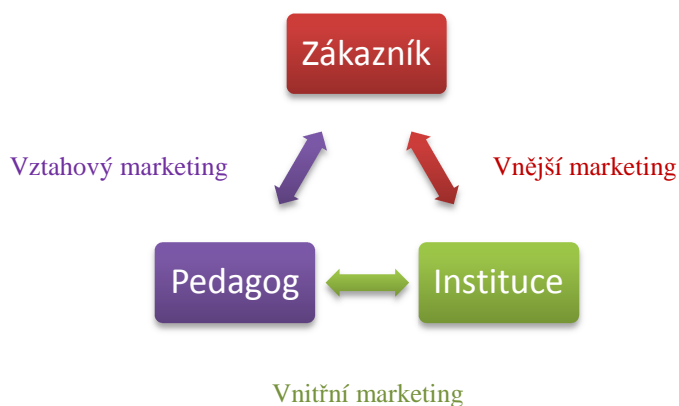 Zákazník
Vztahový marketing
Vnější marketing
Pedagog
Instituce
Vnitřní marketing